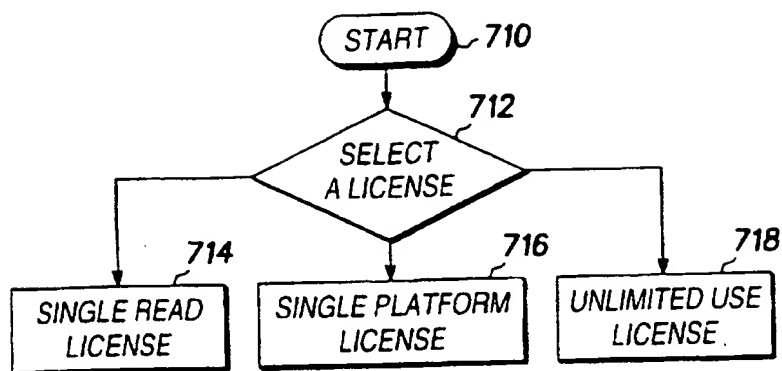 START
710
712
SELECT
A LICENSE
714
716
718
SINGLE READ
LICENSE
SINGLE PLATFORM
LICENSE
UNLIMITED USE
LICENSE